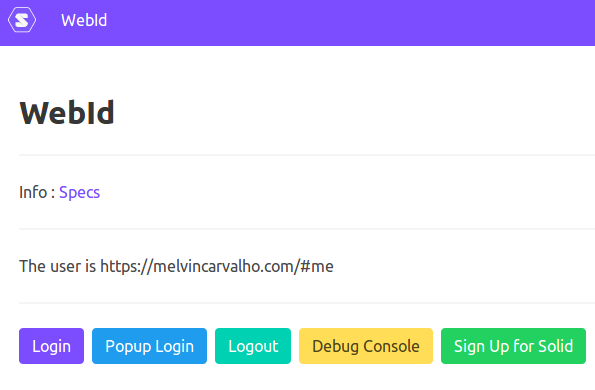 WebId
WebId
Info : Specs
The user is https://melvincarvalho.com/#me
Login Popup Login Logout Debug Console Sign Up for Solid